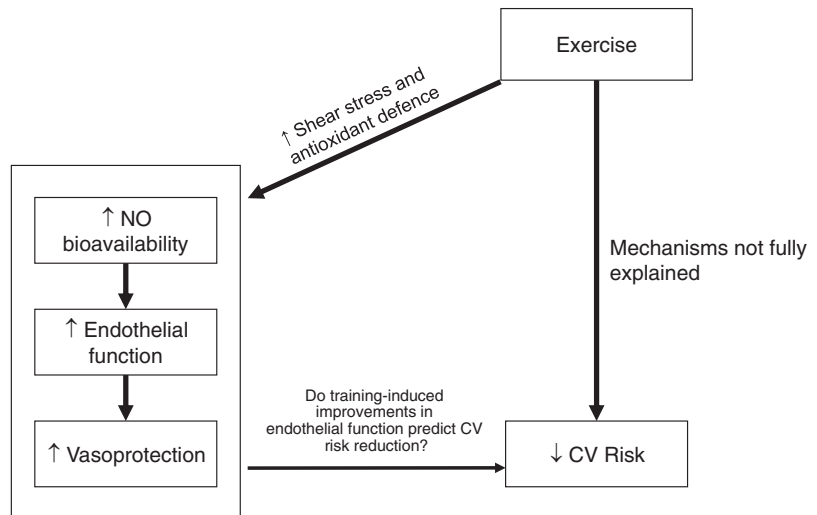 Exercise
↑ Shear stress and
antioxidant defence
↑ NO
bioavailability
Mechanisms not fully
explained
↑ Endothelial
function
Do training-induced
improvements in
endothelial function predict CV
risk reduction?
↑ Vasoprotection
↓ CV Risk